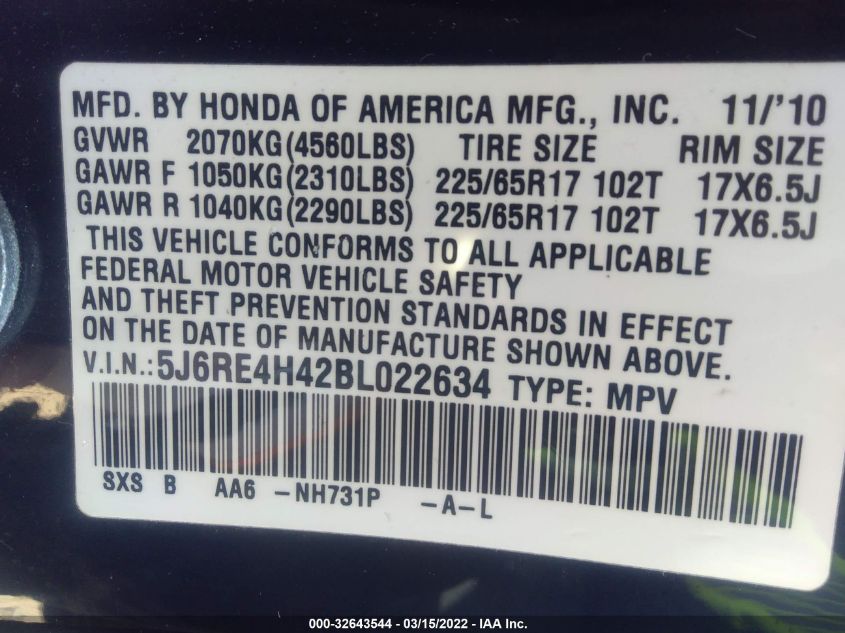 MFD. BY HONDA OF AMERICA MFG., INC. 11/'10
GVWR 2070KG(4560LBS) TIRE SIZE RIM SIZE
GAWR F 1050KG(2310LBS) 225/65R17 102T 17X6.5J
GAWR R 1040KG(2290LBS) 225/65R17 102T 17X6.5J
THIS VEHICLE CONFORMS TO ALL APPLICABLE
FEDERAL MOTOR VEHICLE SAFETY
AND THEFT PREVENTION STANDARDS IN EFFECT
ON THE DATE OF MANUFACTURE SHOWN ABOVE.
V.I.N.:5J6RE4H42BL022634 TYPE: MPV
SXS B AA6 -NH731P -A-L
000-32643544 - 03/15/2022 - IAA Inc.